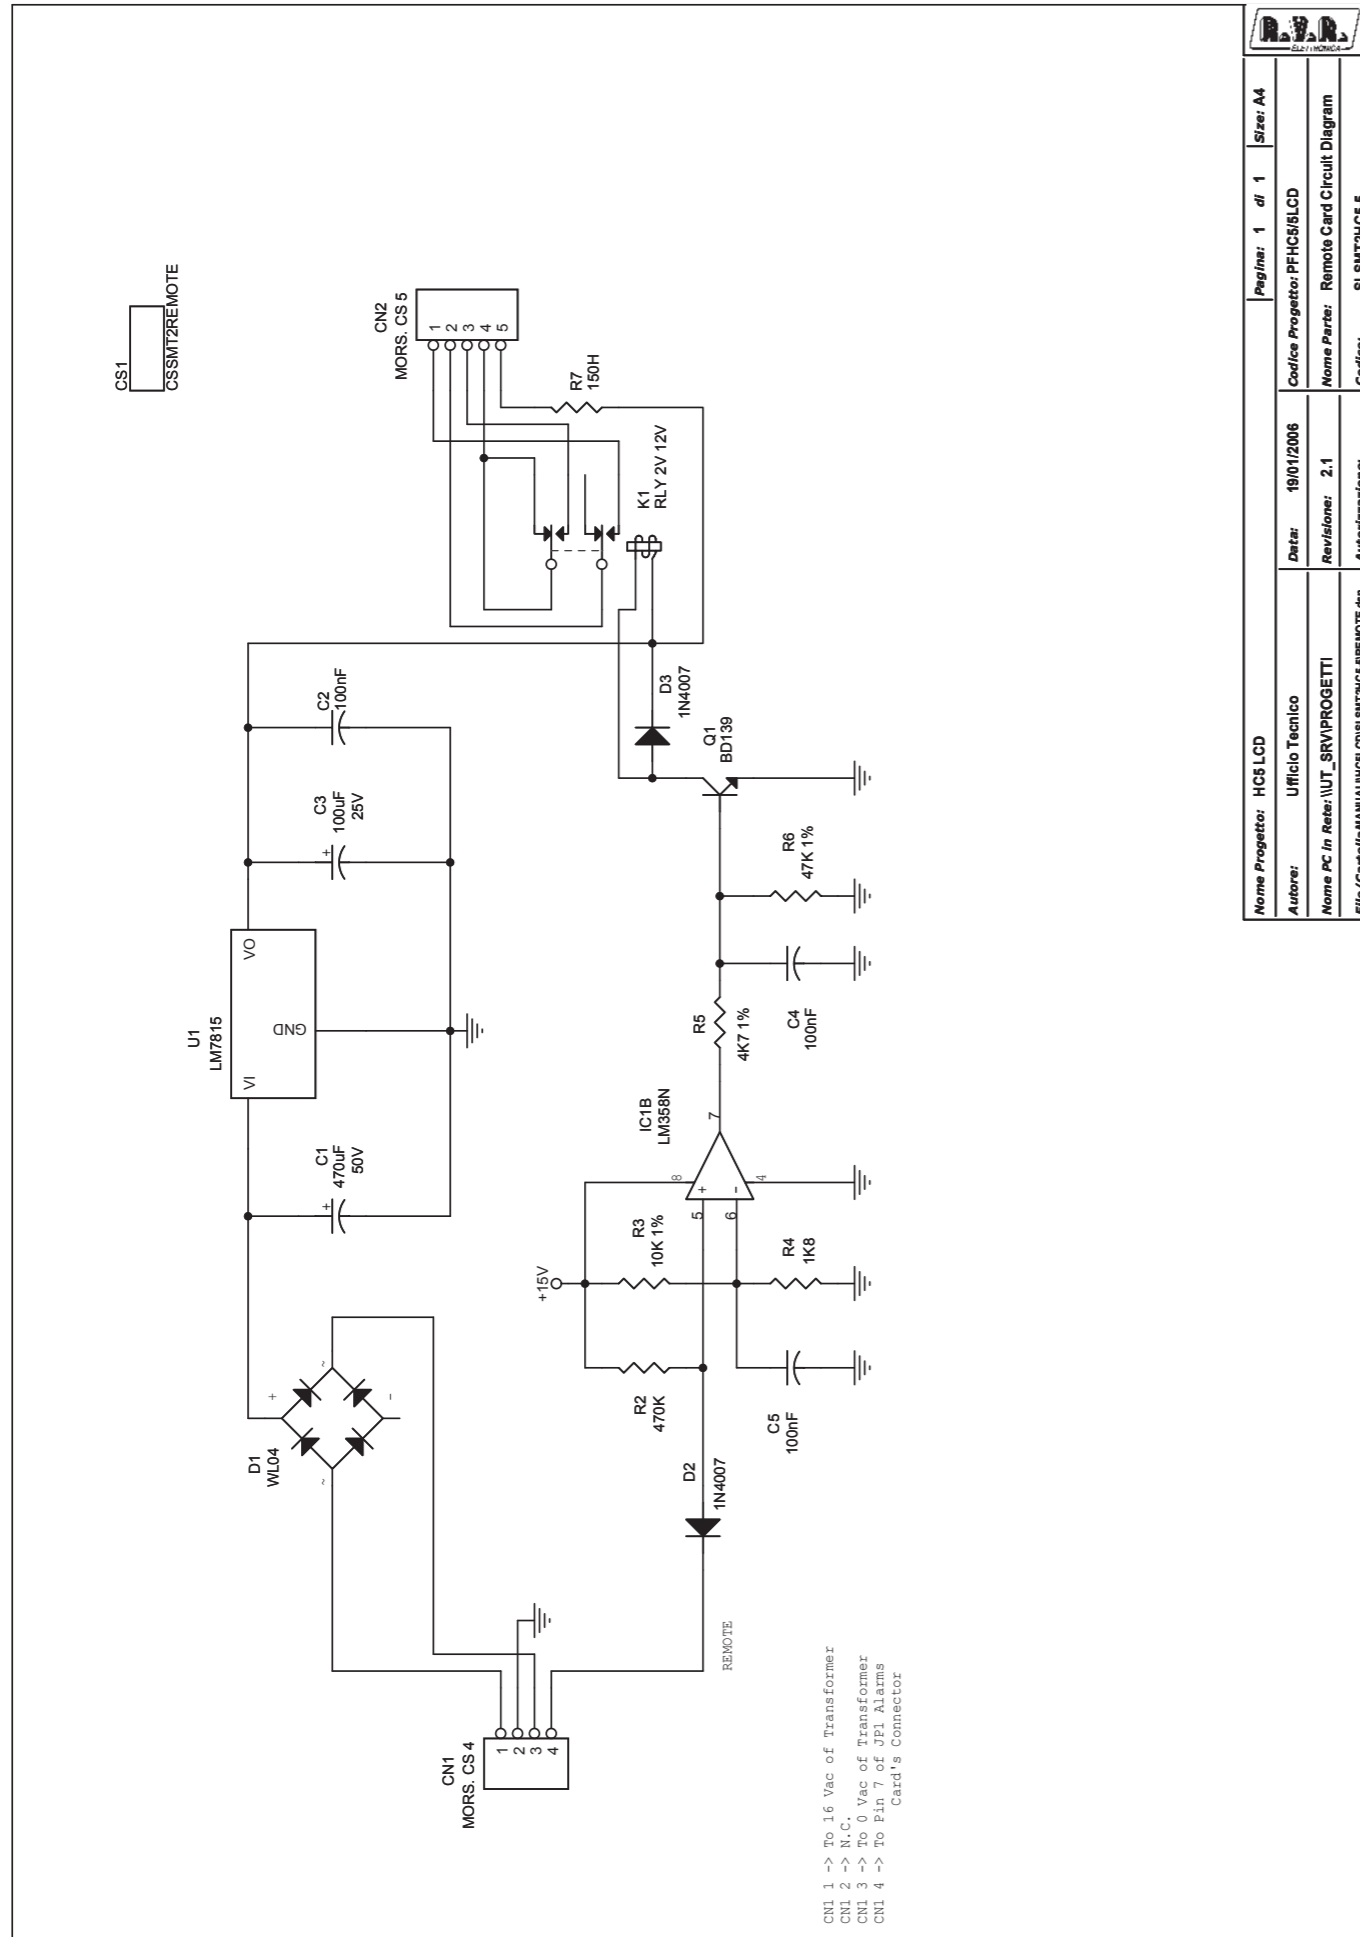 CS1
CSSMT2REMOTE
CN2
MORS. CS 5
1
2
3
4
5
R7
150H
K1
RLY 2V 12V
C2
100nF
C3
100uF
25V
+
U1
LM7815
VI
VO
GND
C1
470uF
50V
+
D3
1N4007
Q1
BD139
R6
47K 1%
R5
4K7 1%
C4
100nF
IC1B
LM358N
8
7
5
6
4
+
-
+15V
R3
10K 1%
R4
1K8
R2
470K
C5
100nF
D1
WL04
+
-
~
~
D2
1N4007
REMOTE
CN1
MORS. CS 4
1
2
3
4
CN1 1 -> To 16 Vac of Transformer
CN1 2 -> N.C.
CN1 3 -> To 0 Vac of Transformer
CN1 4 -> To Pin 7 of JP1 Alarms
Card's Connector
Nome Progetto: HC5 LCD
Pagina: 1 di 1
Size: A4
Autore: Ufficio Tecnico
Data: 19/01/2006
Codice Progetto: PFHC5/5LCD
Nome PC in Rete: \\UT_SRV\PROGETTI
Revisione: 2.1
Nome Parte: Remote Card Circuit Diagram
R.V.R.
ELETTRONICA